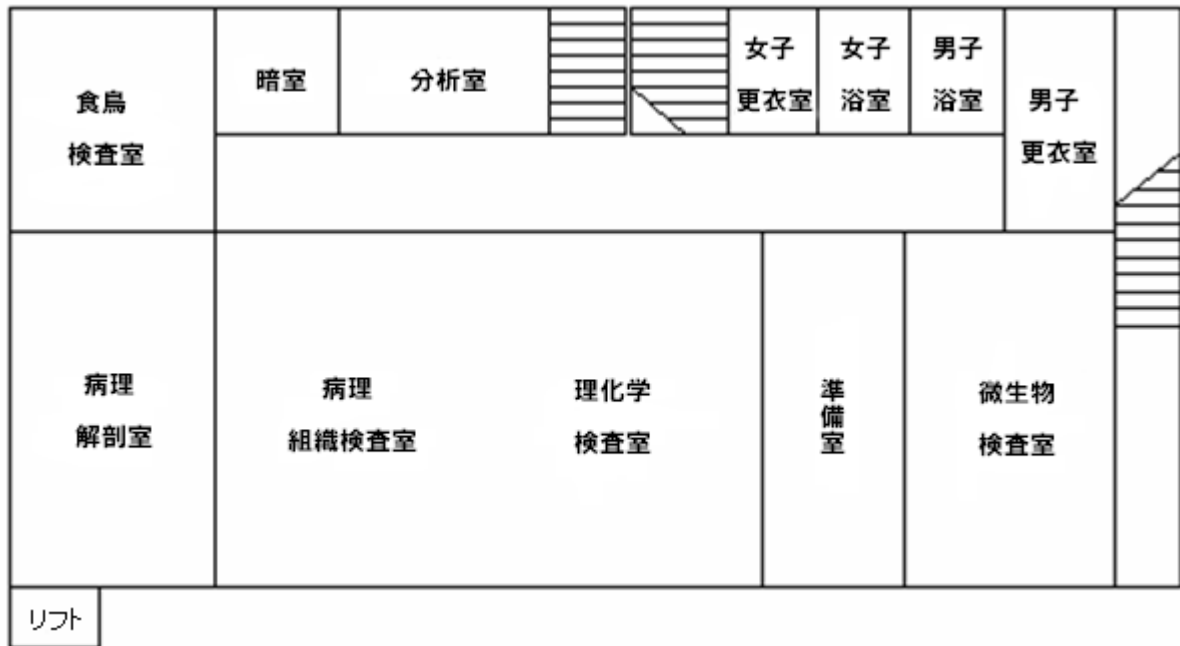 食鳥
検査室
暗室
分析室
女子
更衣室
女子
浴室
男子
浴室
男子
更衣室
病理
解剖室
病理
組織検査室
理化学
検査室
準備室
微生物
検査室
リフト